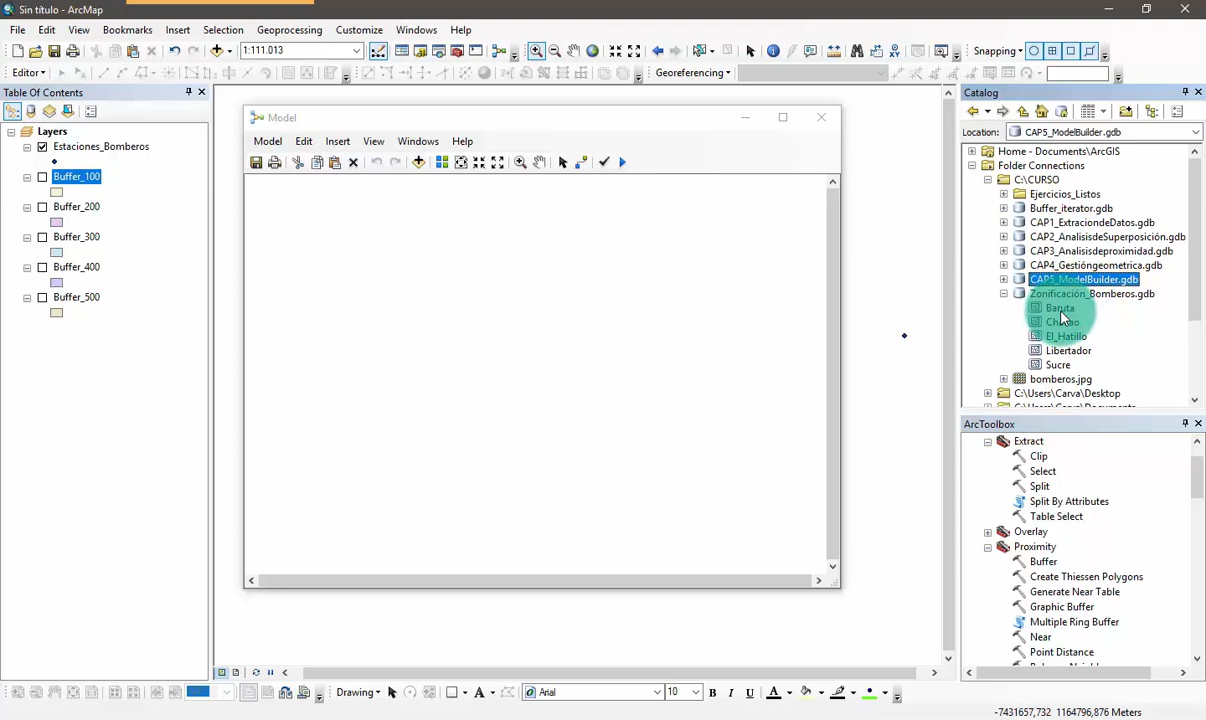 Sin título - ArcMap
File Edit View Bookmarks Insert Selection Geoprocessing Customize Windows Help
1:111.013 Snapping
Editor Georeferencing
Table Of Contents
Layers
Estaciones_Bomberos
Buffer_100
Buffer_200
Buffer_300
Buffer_400
Buffer_500
Model
Model Edit Insert View Windows Help
Catalog
Location: CAP5_ModelBuilder.gdb
Home - Documents\ArcGIS
Folder Connections
C:\CURSO
Ejercicios_Listos
Buffer_iterator.gdb
CAP1_ExtraciondeDatos.gdb
CAP2_AnalisisdeSuperposición.gdb
CAP3_Analisisdeproximidad.gdb
CAP4_Gestióngeometrica.gdb
CAP5_ModelBuilder.gdb
Zonificación_Bomberos.gdb
Baruta
El_Hatillo
Libertador
Sucre
bomberos.jpg
C:\Users\Carva\Desktop
C:\Users\Carva\Documents
ArcToolbox
Extract
Clip
Select
Split
Split By Attributes
Table Select
Overlay
Proximity
Buffer
Create Thiessen Polygons
Generate Near Table
Graphic Buffer
Multiple Ring Buffer
Near
Point Distance
Drawing A Arial 10 B I U A
-7431657,732 1164796,876 Meters